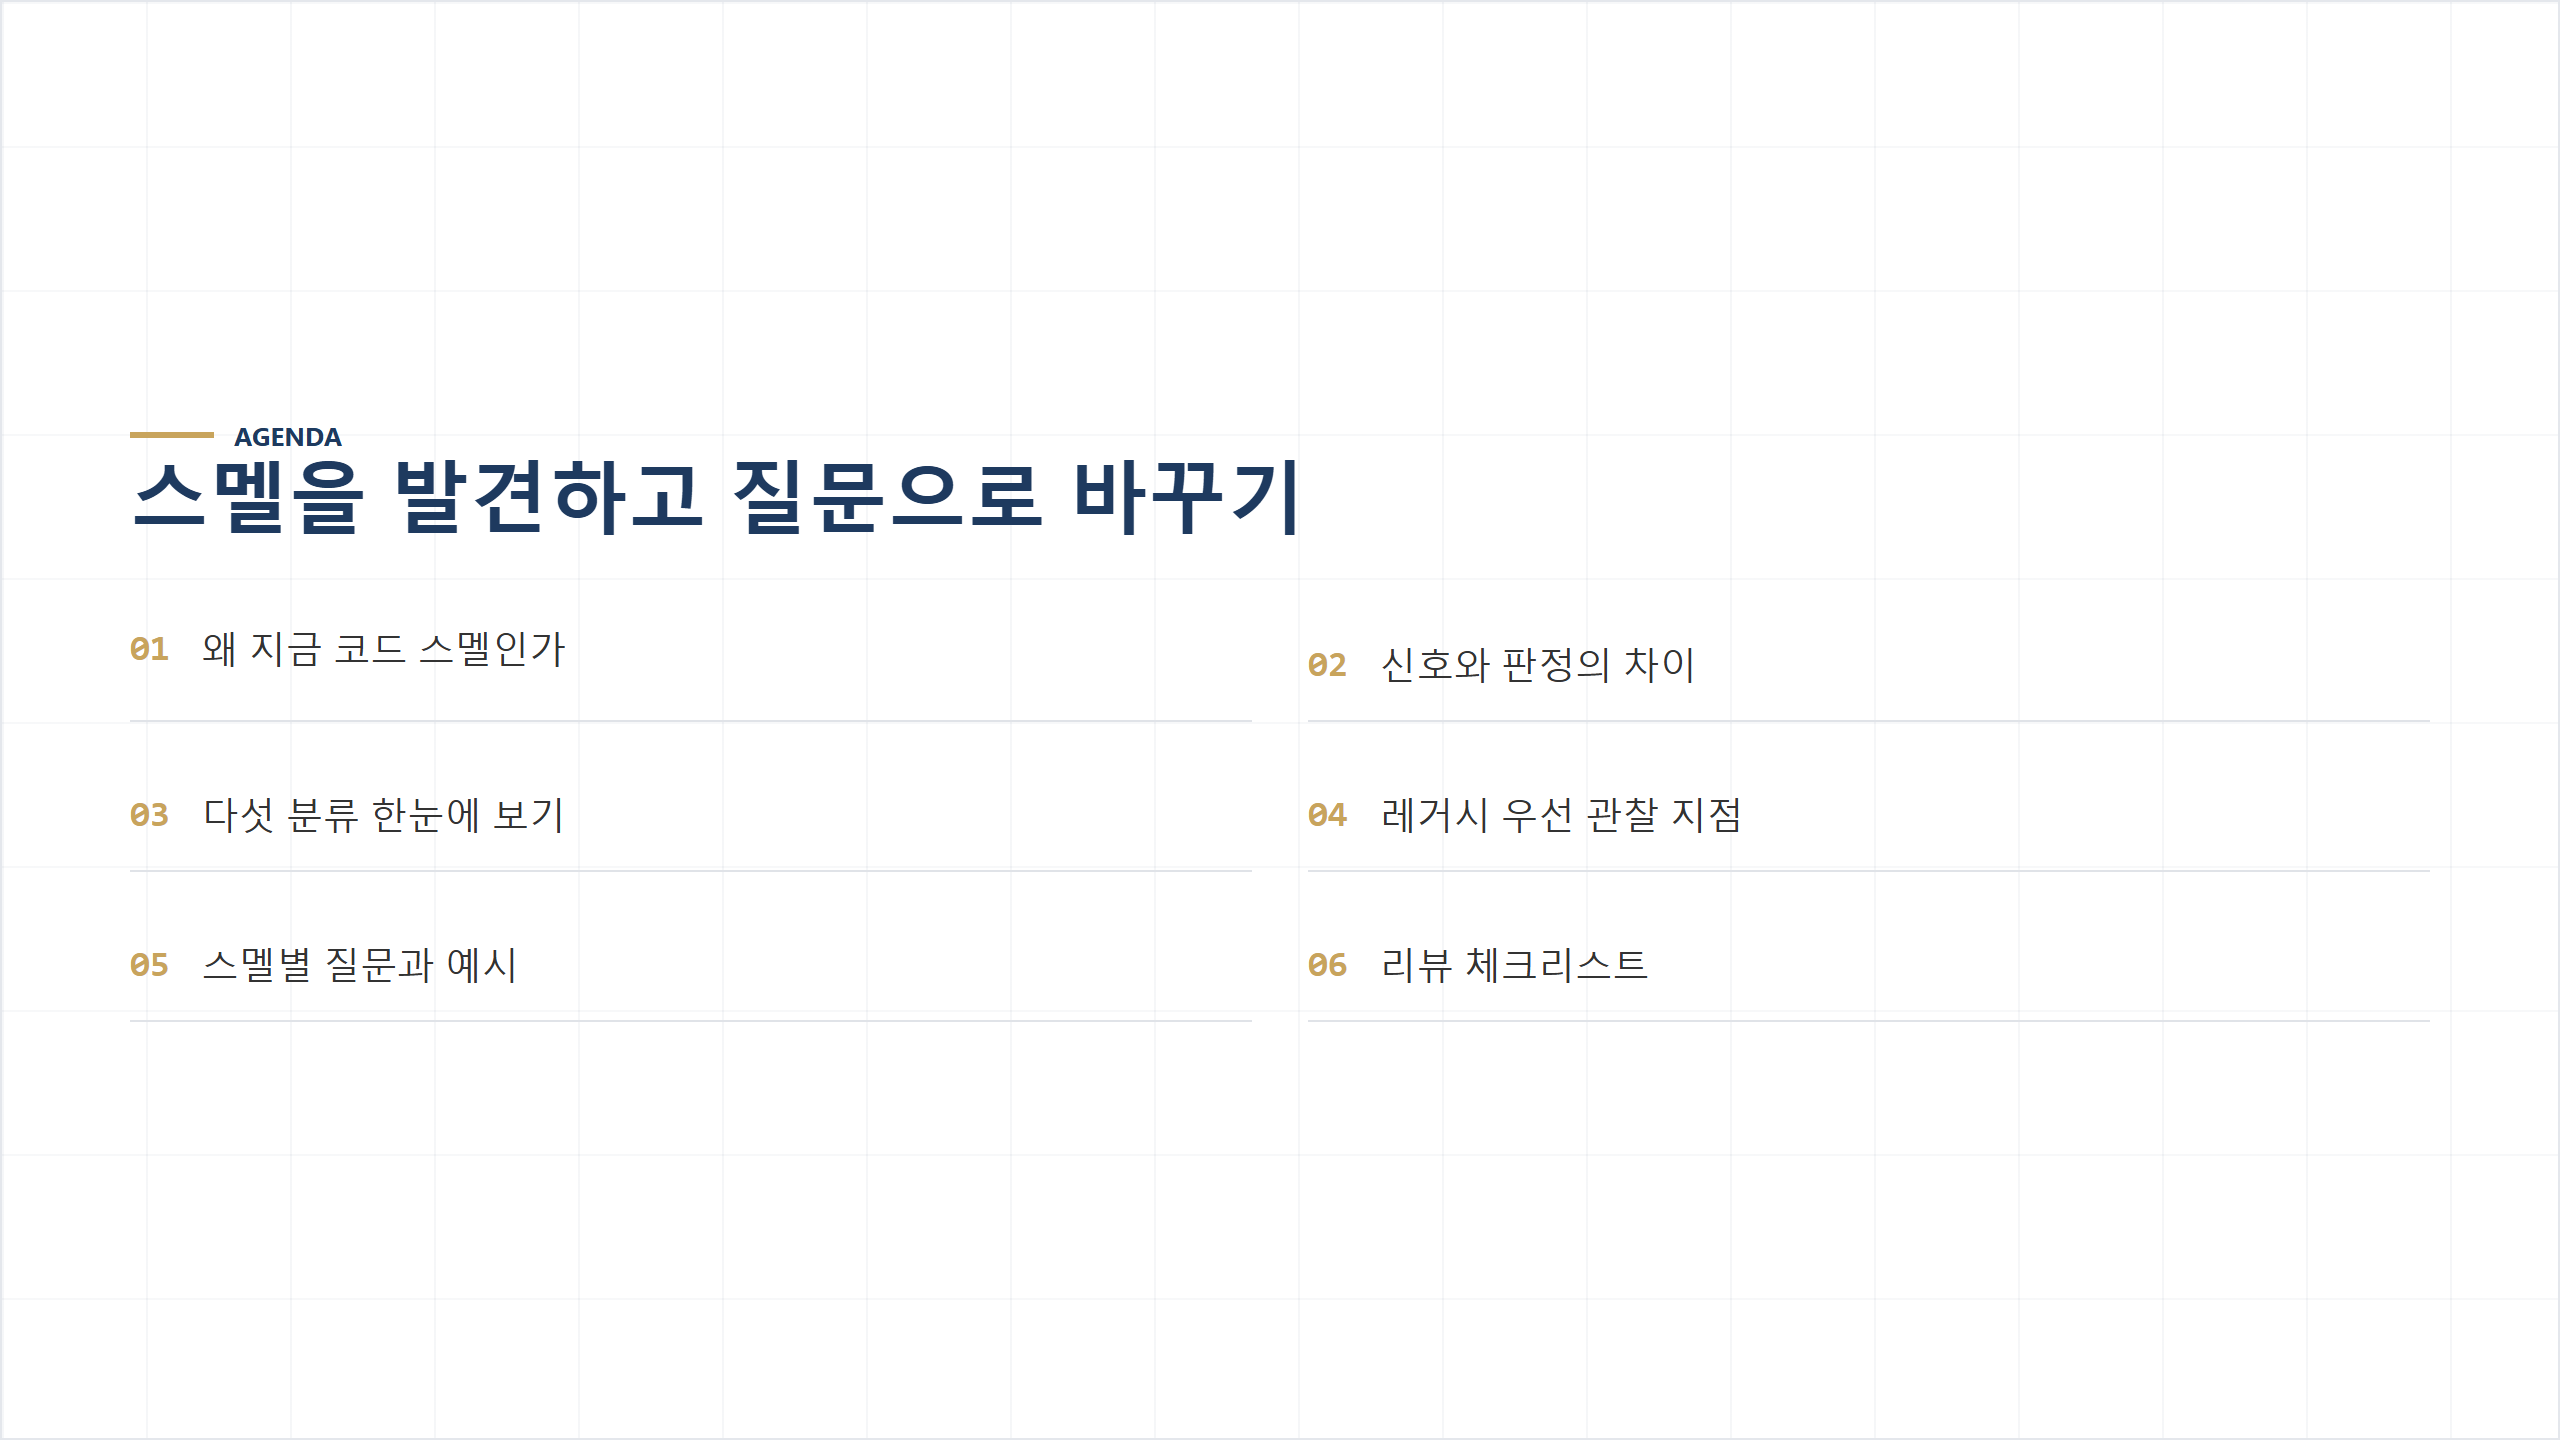 AGENDA
스멜을 발견하고 질문으로 바꾸기
01 왜 지금 코드 스멜인가
02 신호와 판정의 차이
03 다섯 분류 한눈에 보기
04 레거시 우선 관찰 지점
05 스멜별 질문과 예시
06 리뷰 체크리스트